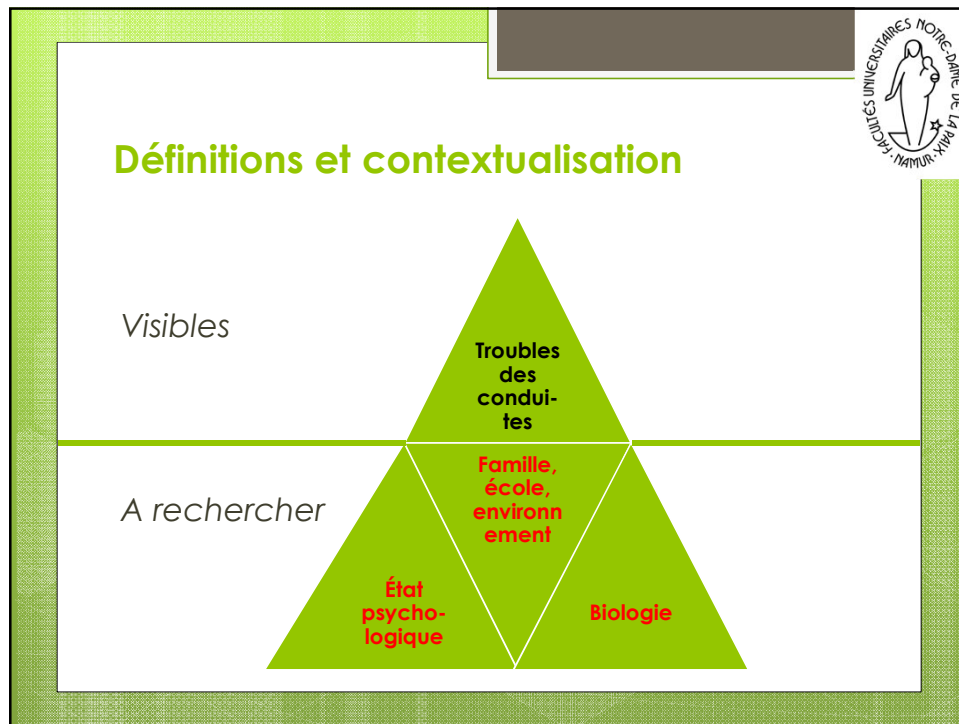 FACULTÉS UNIVERSITAIRES NOTRE-DAME DE LA PAIX · NAMUR ·
Définitions et contextualisation
Visibles
Troubles
des
condui-
tes
Famille,
école,
environn
ement
A rechercher
État
psycho-
logique
Biologie